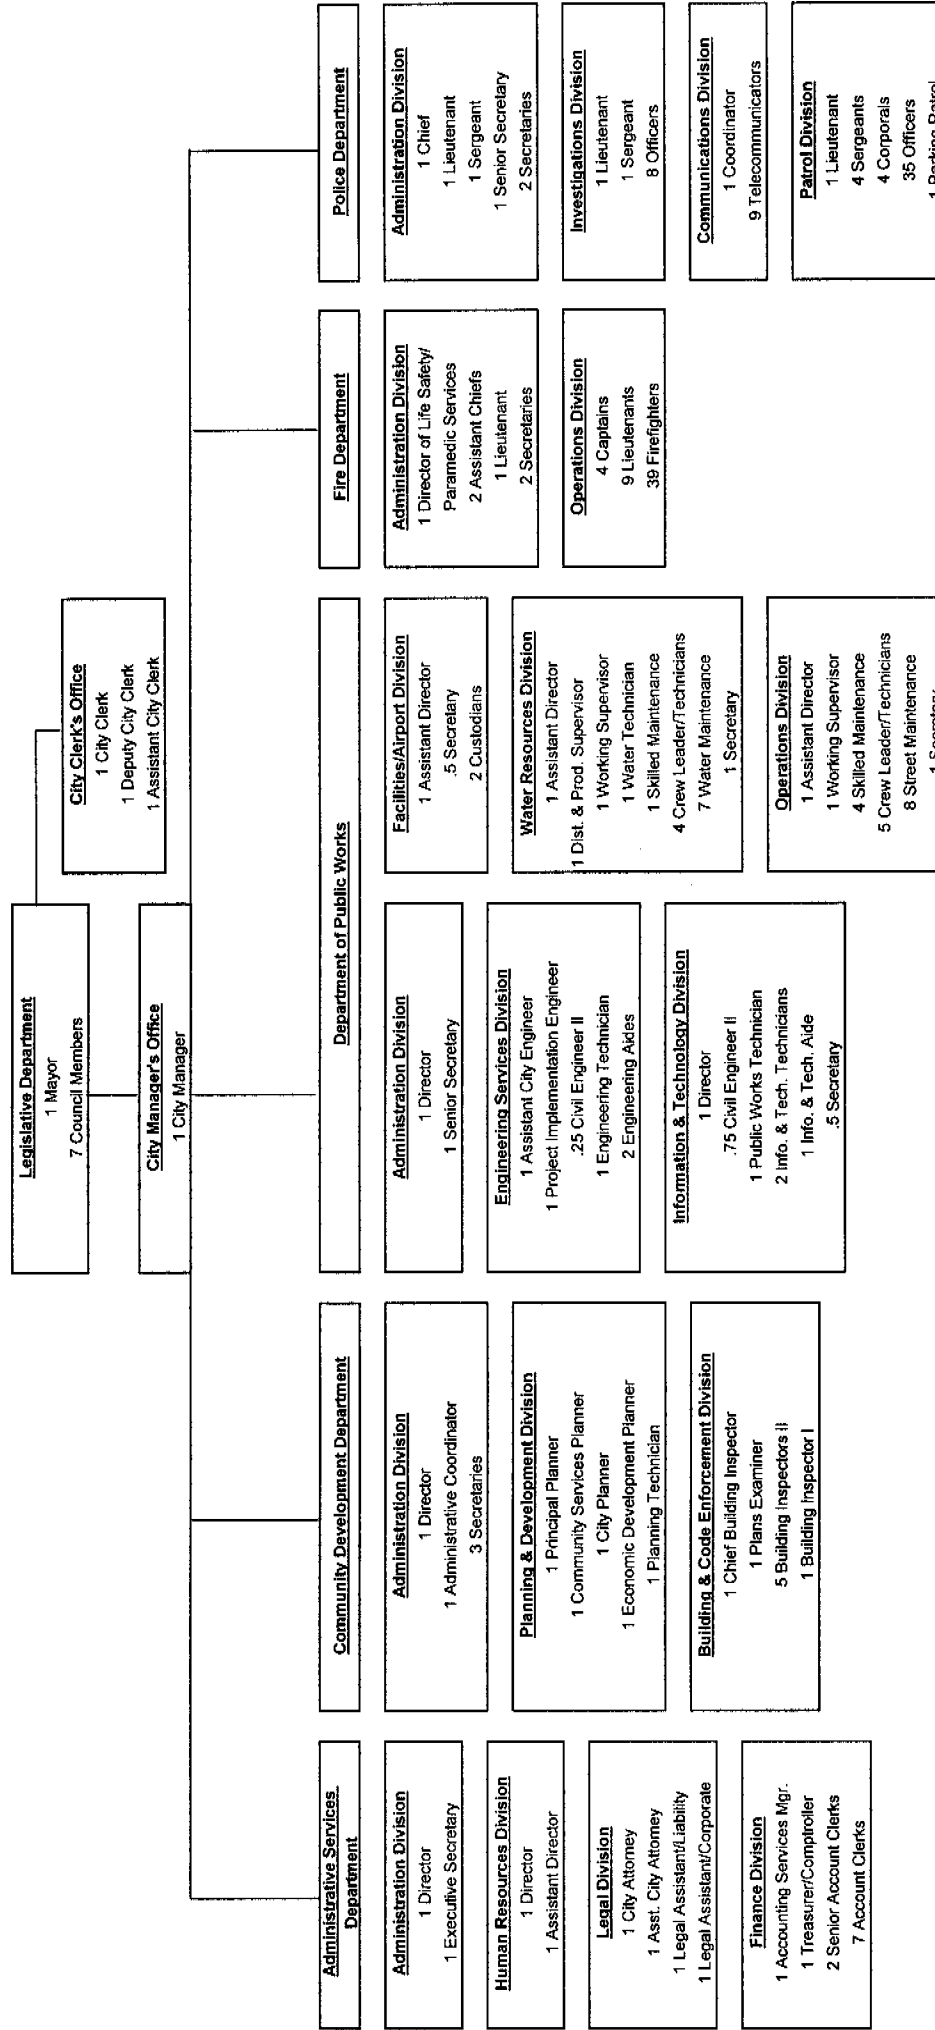 Legislative Department
1 Mayor
7 Council Members
City Clerk's Office
1 City Clerk
1 Deputy City Clerk
1 Assistant City Clerk
City Manager's Office
1 City Manager
Administrative Services
Department
Administration Division
1 Director
1 Executive Secretary
Human Resources Division
1 Director
1 Assistant Director
Legal Division
1 City Attorney
1 Asst. City Attorney
1 Legal Assistant/Liability
1 Legal Assistant/Corporate
Finance Division
1 Accounting Services Mgr.
1 Treasurer/Comptroller
2 Senior Account Clerks
7 Account Clerks
Community Development Department
Administration Division
1 Director
1 Administrative Coordinator
3 Secretaries
Planning & Development Division
1 Principal Planner
1 Community Services Planner
1 City Planner
1 Economic Development Planner
1 Planning Technician
Building & Code Enforcement Division
1 Chief Building Inspector
1 Plans Examiner
5 Building Inspectors II
1 Building Inspector I
Department of Public Works
Administration Division
1 Director
1 Senior Secretary
Engineering Services Division
1 Assistant City Engineer
1 Project Implementation Engineer
.25 Civil Engineer II
1 Engineering Technician
2 Engineering Aides
Information & Technology Division
1 Director
.75 Civil Engineer II
1 Public Works Technician
2 Info. & Tech. Technicians
1 Info. & Tech. Aide
.5 Secretary
Facilities/Airport Division
1 Assistant Director
.5 Secretary
2 Custodians
Water Resources Division
1 Assistant Director
1 Dist. & Prod. Supervisor
1 Working Supervisor
1 Water Technician
1 Skilled Maintenance
4 Crew Leader/Technicians
7 Water Maintenance
1 Secretary
Operations Division
1 Assistant Director
1 Working Supervisor
4 Skilled Maintenance
5 Crew Leader/Technicians
8 Street Maintenance
1 Secretary
Fire Department
Administration Division
1 Director of Life Safety/
Paramedic Services
2 Assistant Chiefs
1 Lieutenant
2 Secretaries
Operations Division
4 Captains
9 Lieutenants
39 Firefighters
Police Department
Administration Division
1 Chief
1 Lieutenant
1 Sergeant
1 Senior Secretary
2 Secretaries
Investigations Division
1 Lieutenant
1 Sergeant
8 Officers
Communications Division
1 Coordinator
9 Telecommunicators
Patrol Division
1 Lieutenant
4 Sergeants
4 Corporals
35 Officers
1 Parking Patrol